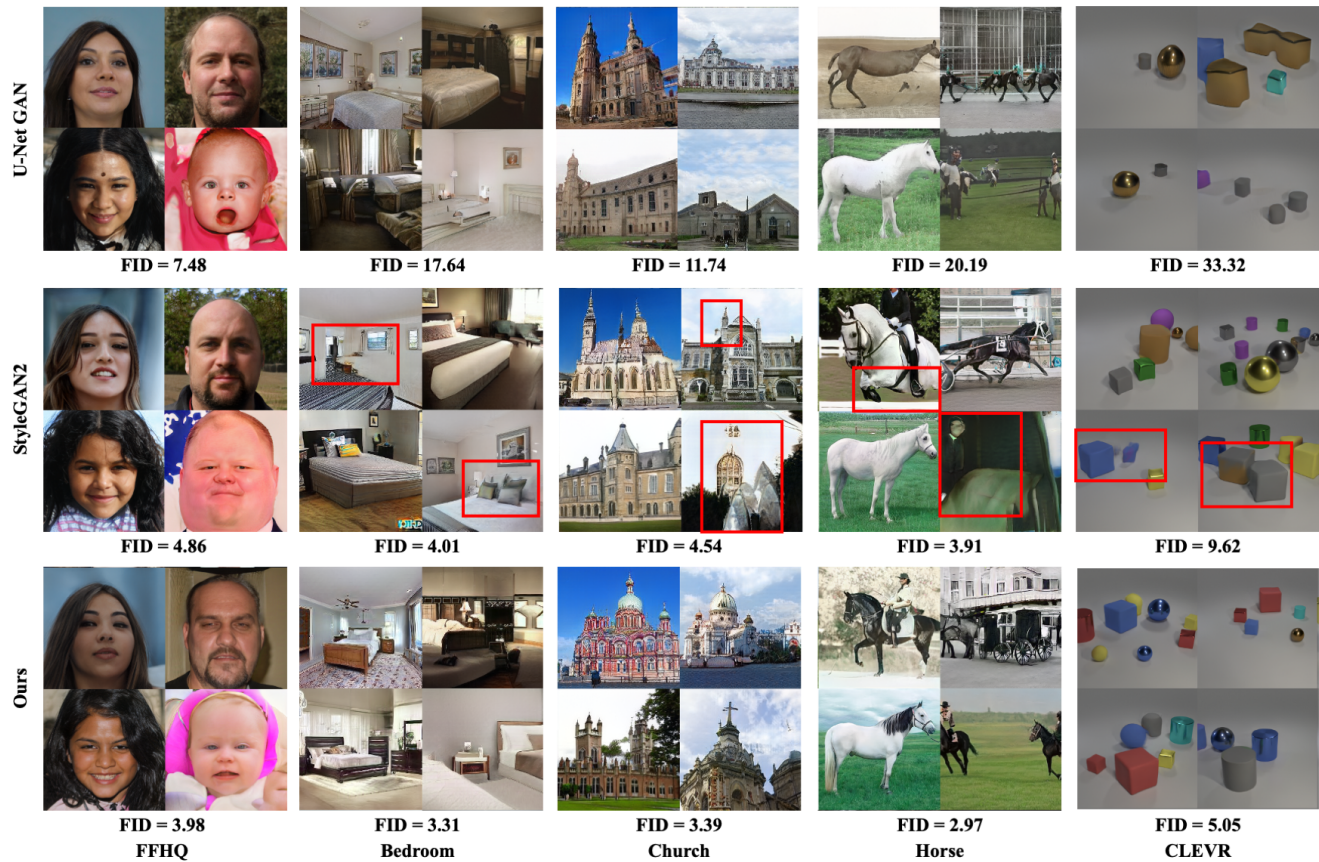 U-Net GAN
FID = 7.48
FID = 17.64
FID = 11.74
FID = 20.19
FID = 33.32
StyleGAN2
FID = 4.86
FID = 4.01
FID = 4.54
FID = 3.91
FID = 9.62
Ours
FID = 3.98
FID = 3.31
FID = 3.39
FID = 2.97
FID = 5.05
FFHQ
Bedroom
Church
Horse
CLEVR